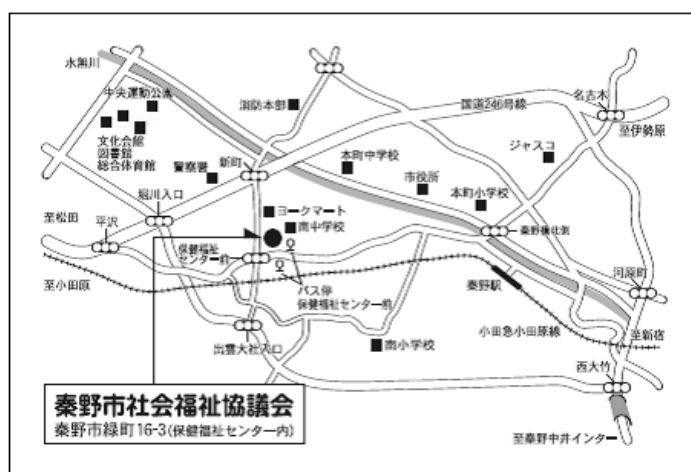 水無川
中央運動公園
消防本部
国道246号線
名古木
至伊勢原
文化会館
図書館
総合体育館
警察署
新町
本町中学校
ジャスコ
市役所
本町小学校
堀川入口
至松田
平沢
ヨークマート
南中学校
秦野橋北側
保健福祉
センター前
至小田原
バス停
保健福祉センター前
秦野駅
河原町
出雲大社入口
南小学校
小田急小田原線
至新宿
西大竹
秦野市社会福祉協議会
秦野市緑町16-3(保健福祉センター内)
至秦野中井インター